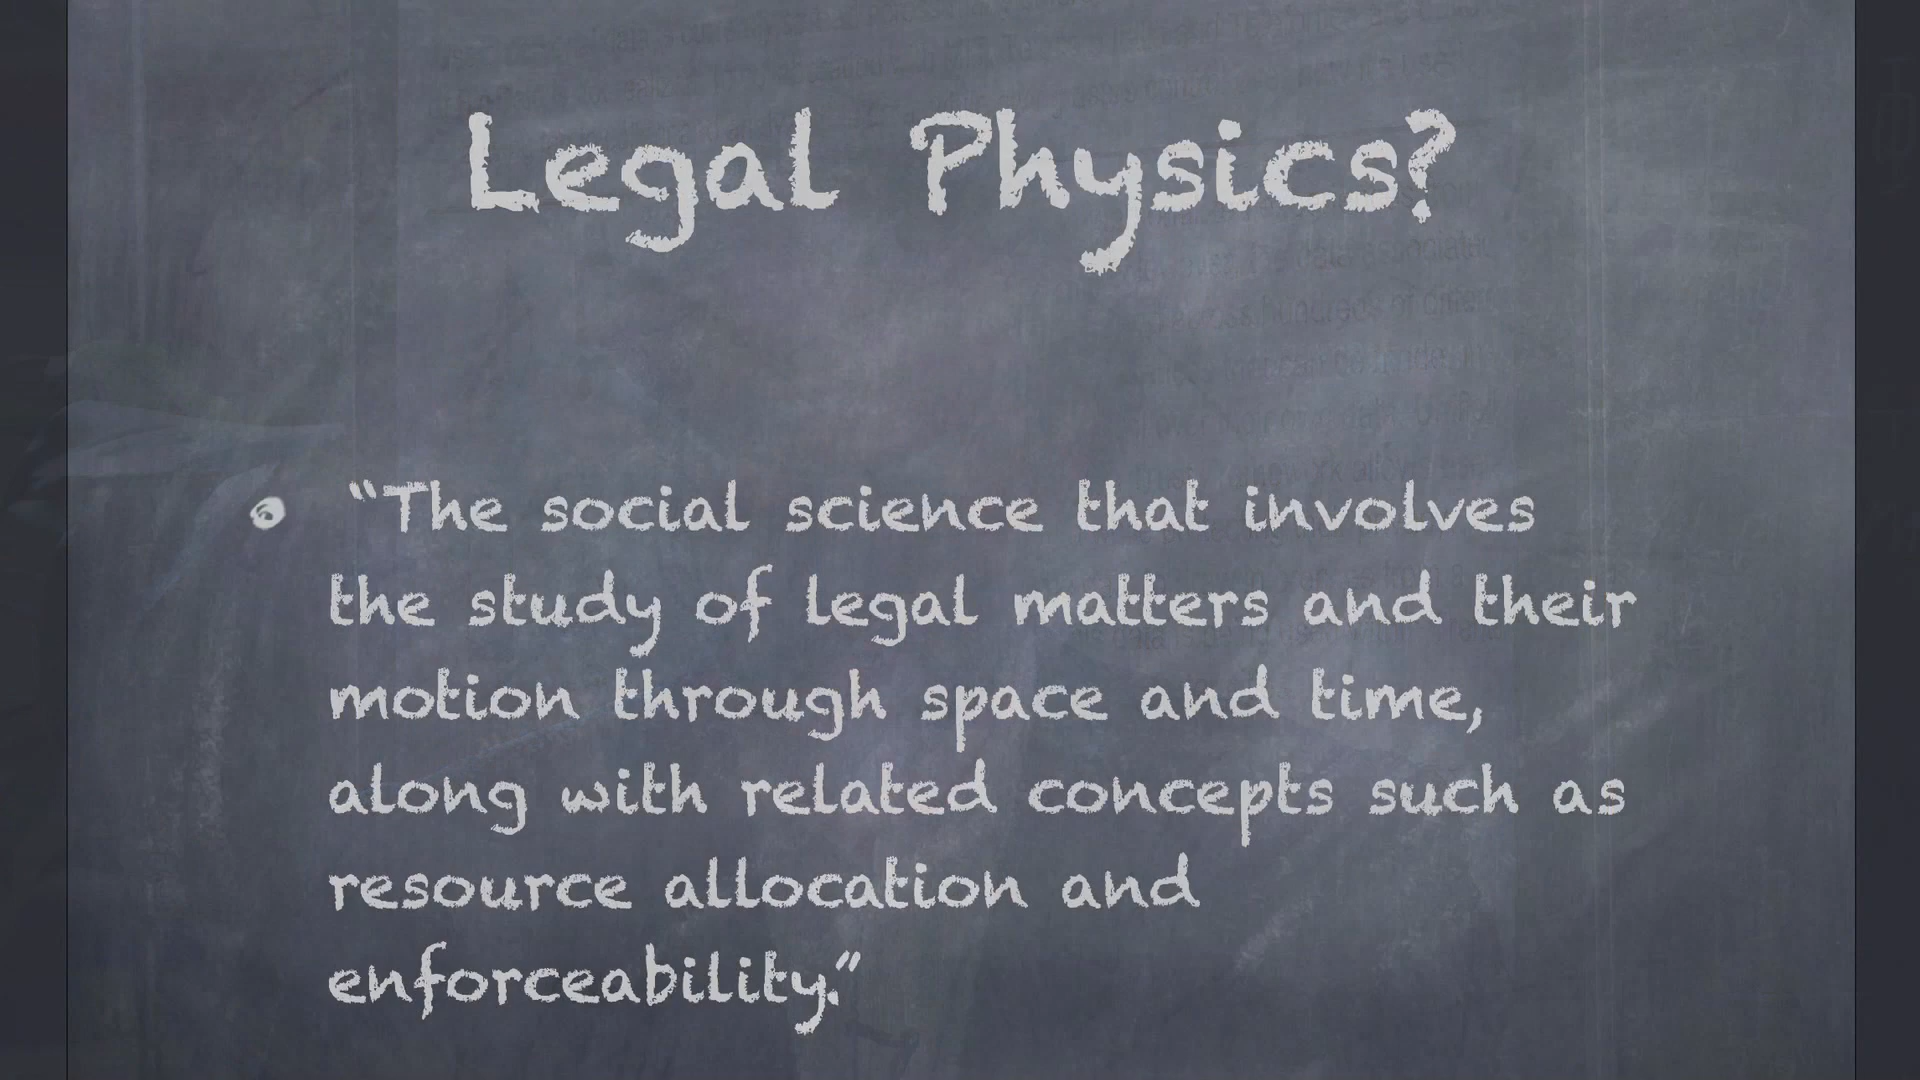 Legal Physics?
“The social science that involves
the study of legal matters and their
motion through space and time,
along with related concepts such as
resource allocation and
enforceability.”